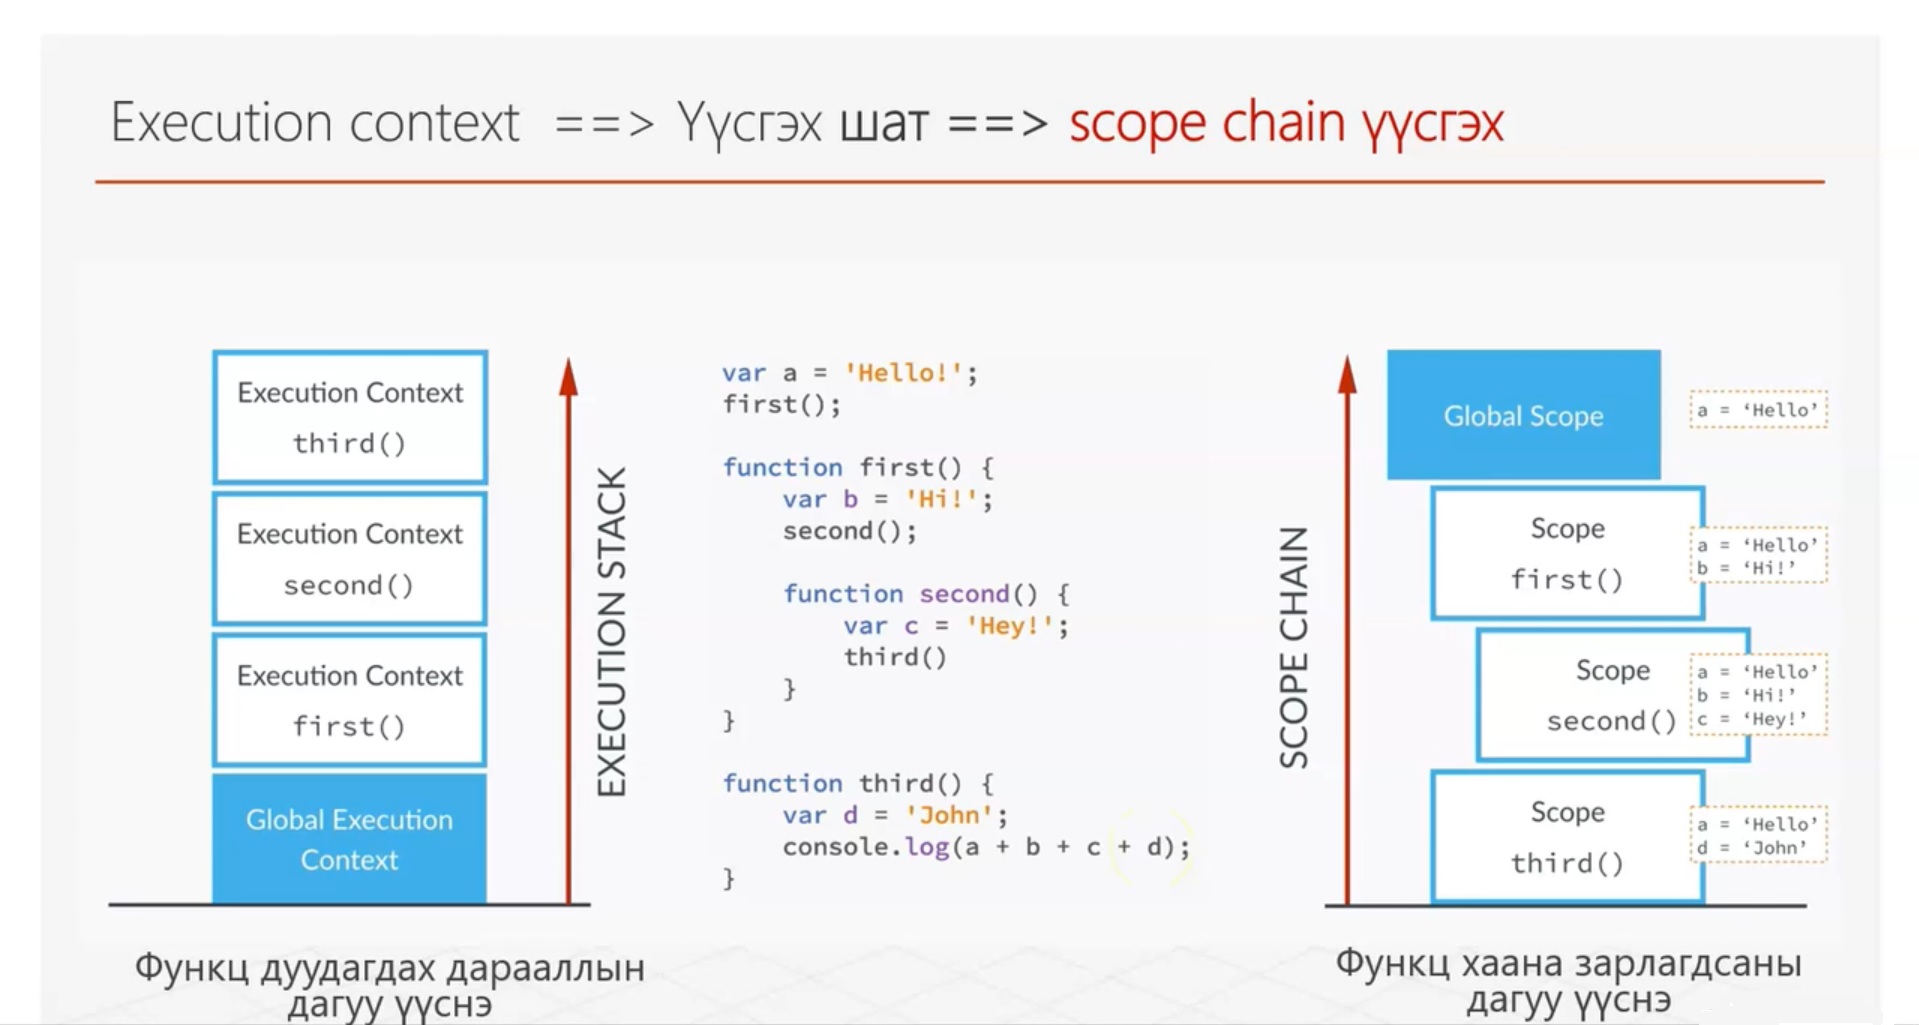 Execution context ==> Үүсгэх шат ==> scope chain үүсгэх
Execution Context
third()
Execution Context
second()
Execution Context
first()
Global Execution
Context
EXECUTION STACK
Функц дуудагдах дарааллын
дагуу үүснэ
var a = 'Hello!';
first();
function first() {
var b = 'Hi!';
second();
function second() {
var c = 'Hey!';
third()
}
}
function third() {
var d = 'John';
console.log(a + b + c + d);
}
SCOPE CHAIN
Global Scope
a = ‘Hello’
Scope
first()
a = ‘Hello’
b = ‘Hi!’
Scope
second()
a = ‘Hello’
b = ‘Hi!’
c = ‘Hey!’
Scope
third()
a = ‘Hello’
d = ‘John’
Функц хаана зарлагдсаны
дагуу үүснэ